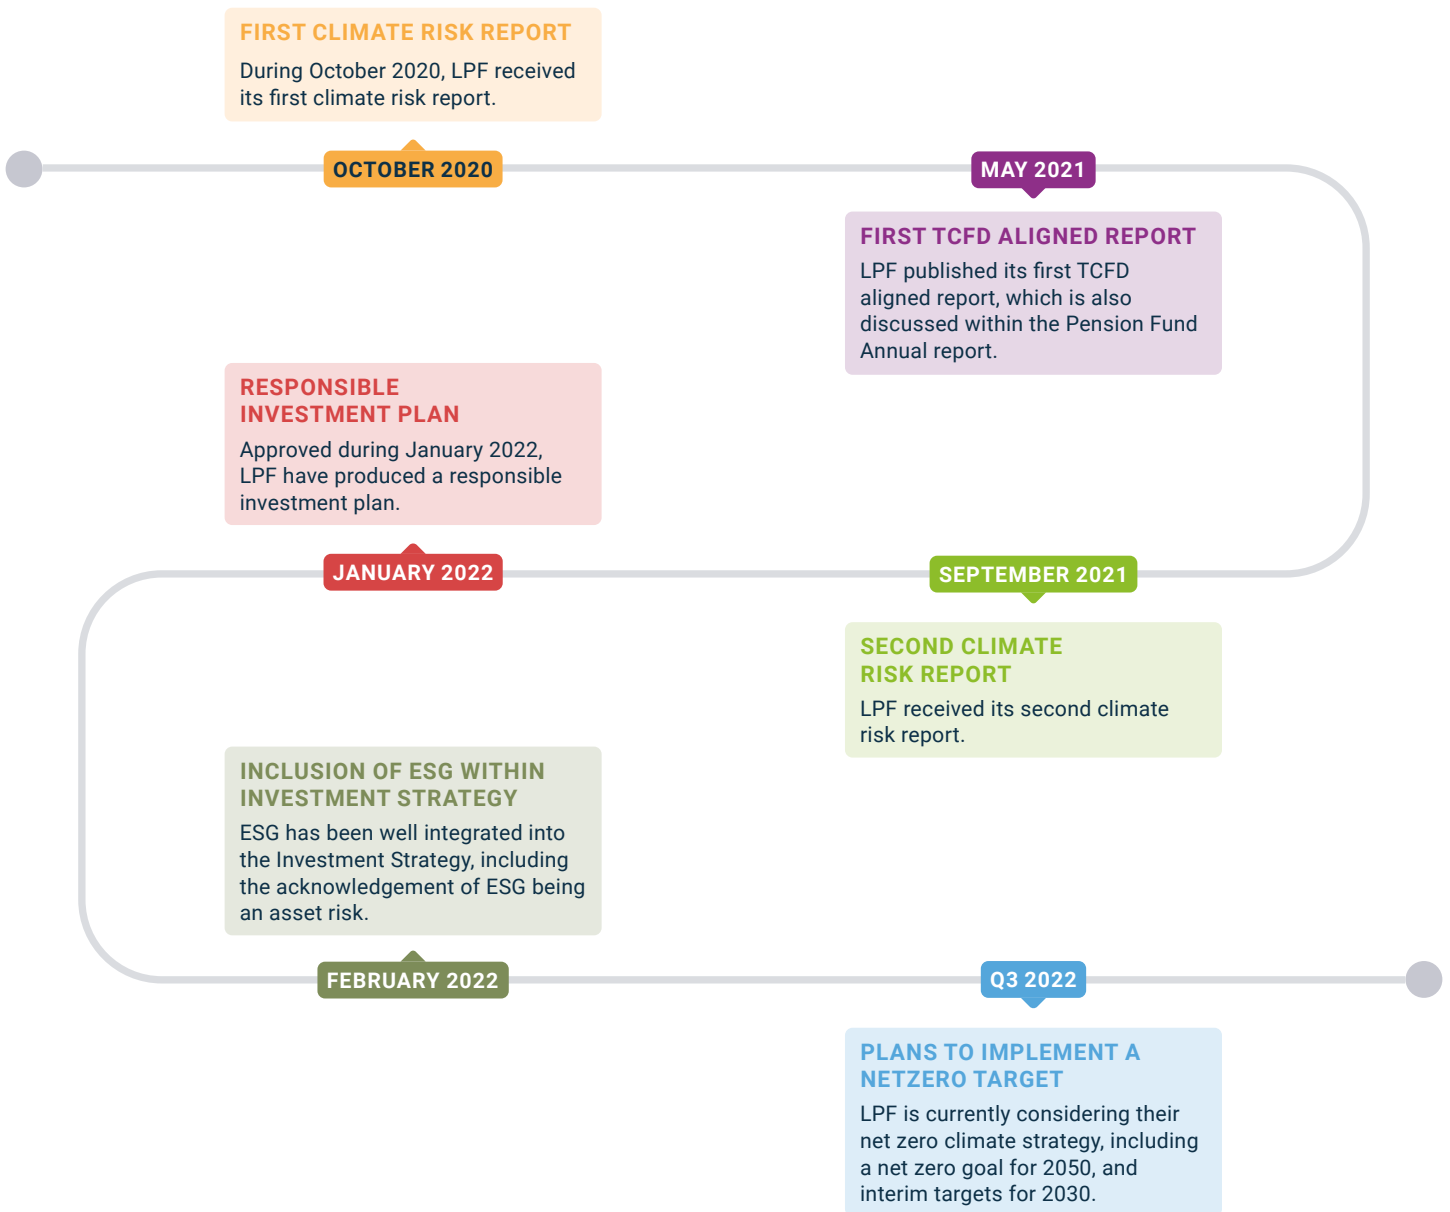 FIRST CLIMATE RISK REPORT
During October 2020, LPF received
its first climate risk report.
OCTOBER 2020
MAY 2021
FIRST TCFD ALIGNED REPORT
LPF published its first TCFD
aligned report, which is also
discussed within the Pension Fund
Annual report.
SEPTEMBER 2021
SECOND CLIMATE
RISK REPORT
LPF received its second climate
risk report.
RESPONSIBLE
INVESTMENT PLAN
Approved during January 2022,
LPF have produced a responsible
investment plan.
JANUARY 2022
INCLUSION OF ESG WITHIN
INVESTMENT STRATEGY
ESG has been well integrated into
the Investment Strategy, including
the acknowledgement of ESG being
an asset risk.
FEBRUARY 2022
Q3 2022
PLANS TO IMPLEMENT A
NETZERO TARGET
LPF is currently considering their
net zero climate strategy, including
a net zero goal for 2050, and
interim targets for 2030.